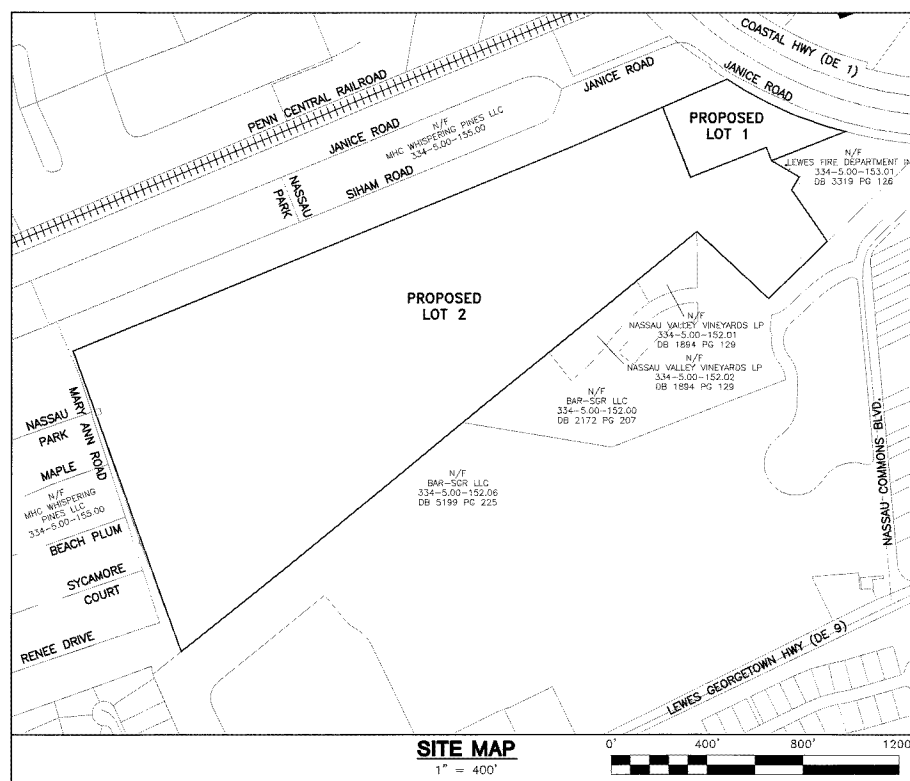 COASTAL HWY (DE 1)
JANICE ROAD
PENN CENTRAL RAILROAD
JANICE ROAD
JANICE ROAD
N/F
MHC WHISPERING PINES LLC
334-5.00-155.00
SIHAM ROAD
NASSAU
PARK
PROPOSED
LOT 1
N/F
LEWES FIRE DEPARTMENT IN
334-5.00-153.01
DB 3319 PG 126
PROPOSED
LOT 2
N/F
NASSAU VALLEY VINEYARDS LP
334-5.00-152.01
DB 1894 PG 129
N/F
NASSAU VALLEY VINEYARDS LP
334-5.00-152.02
DB 1894 PG 129
N/F
BAR-SGR LLC
334-5.00-152.00
DB 2172 PG 207
N/F
BAR-SGR LLC
334-5.00-152.06
DB 5199 PG 225
MARY ANN ROAD
NASSAU
PARK
MAPLE
N/F
MHC WHISPERING
PINES LLC
334-5.00-155.00
BEACH PLUM
SYCAMORE
COURT
RENEE DRIVE
NASSAU COMMONS BLVD.
LEWES GEORGETOWN HWY (DE 9)
SITE MAP
1" = 400'
0' 400' 800' 1200